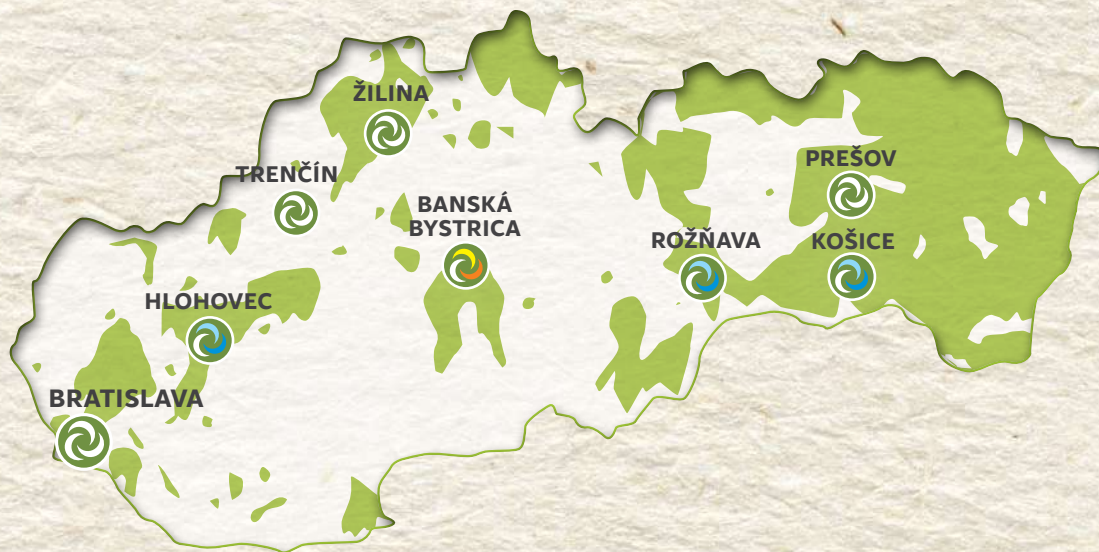 ŽILINA
TRENČÍN
BANSKÁ
BYSTRICA
PREŠOV
ROŽŇAVA
KOŠICE
HLOHOVEC
BRATISLAVA